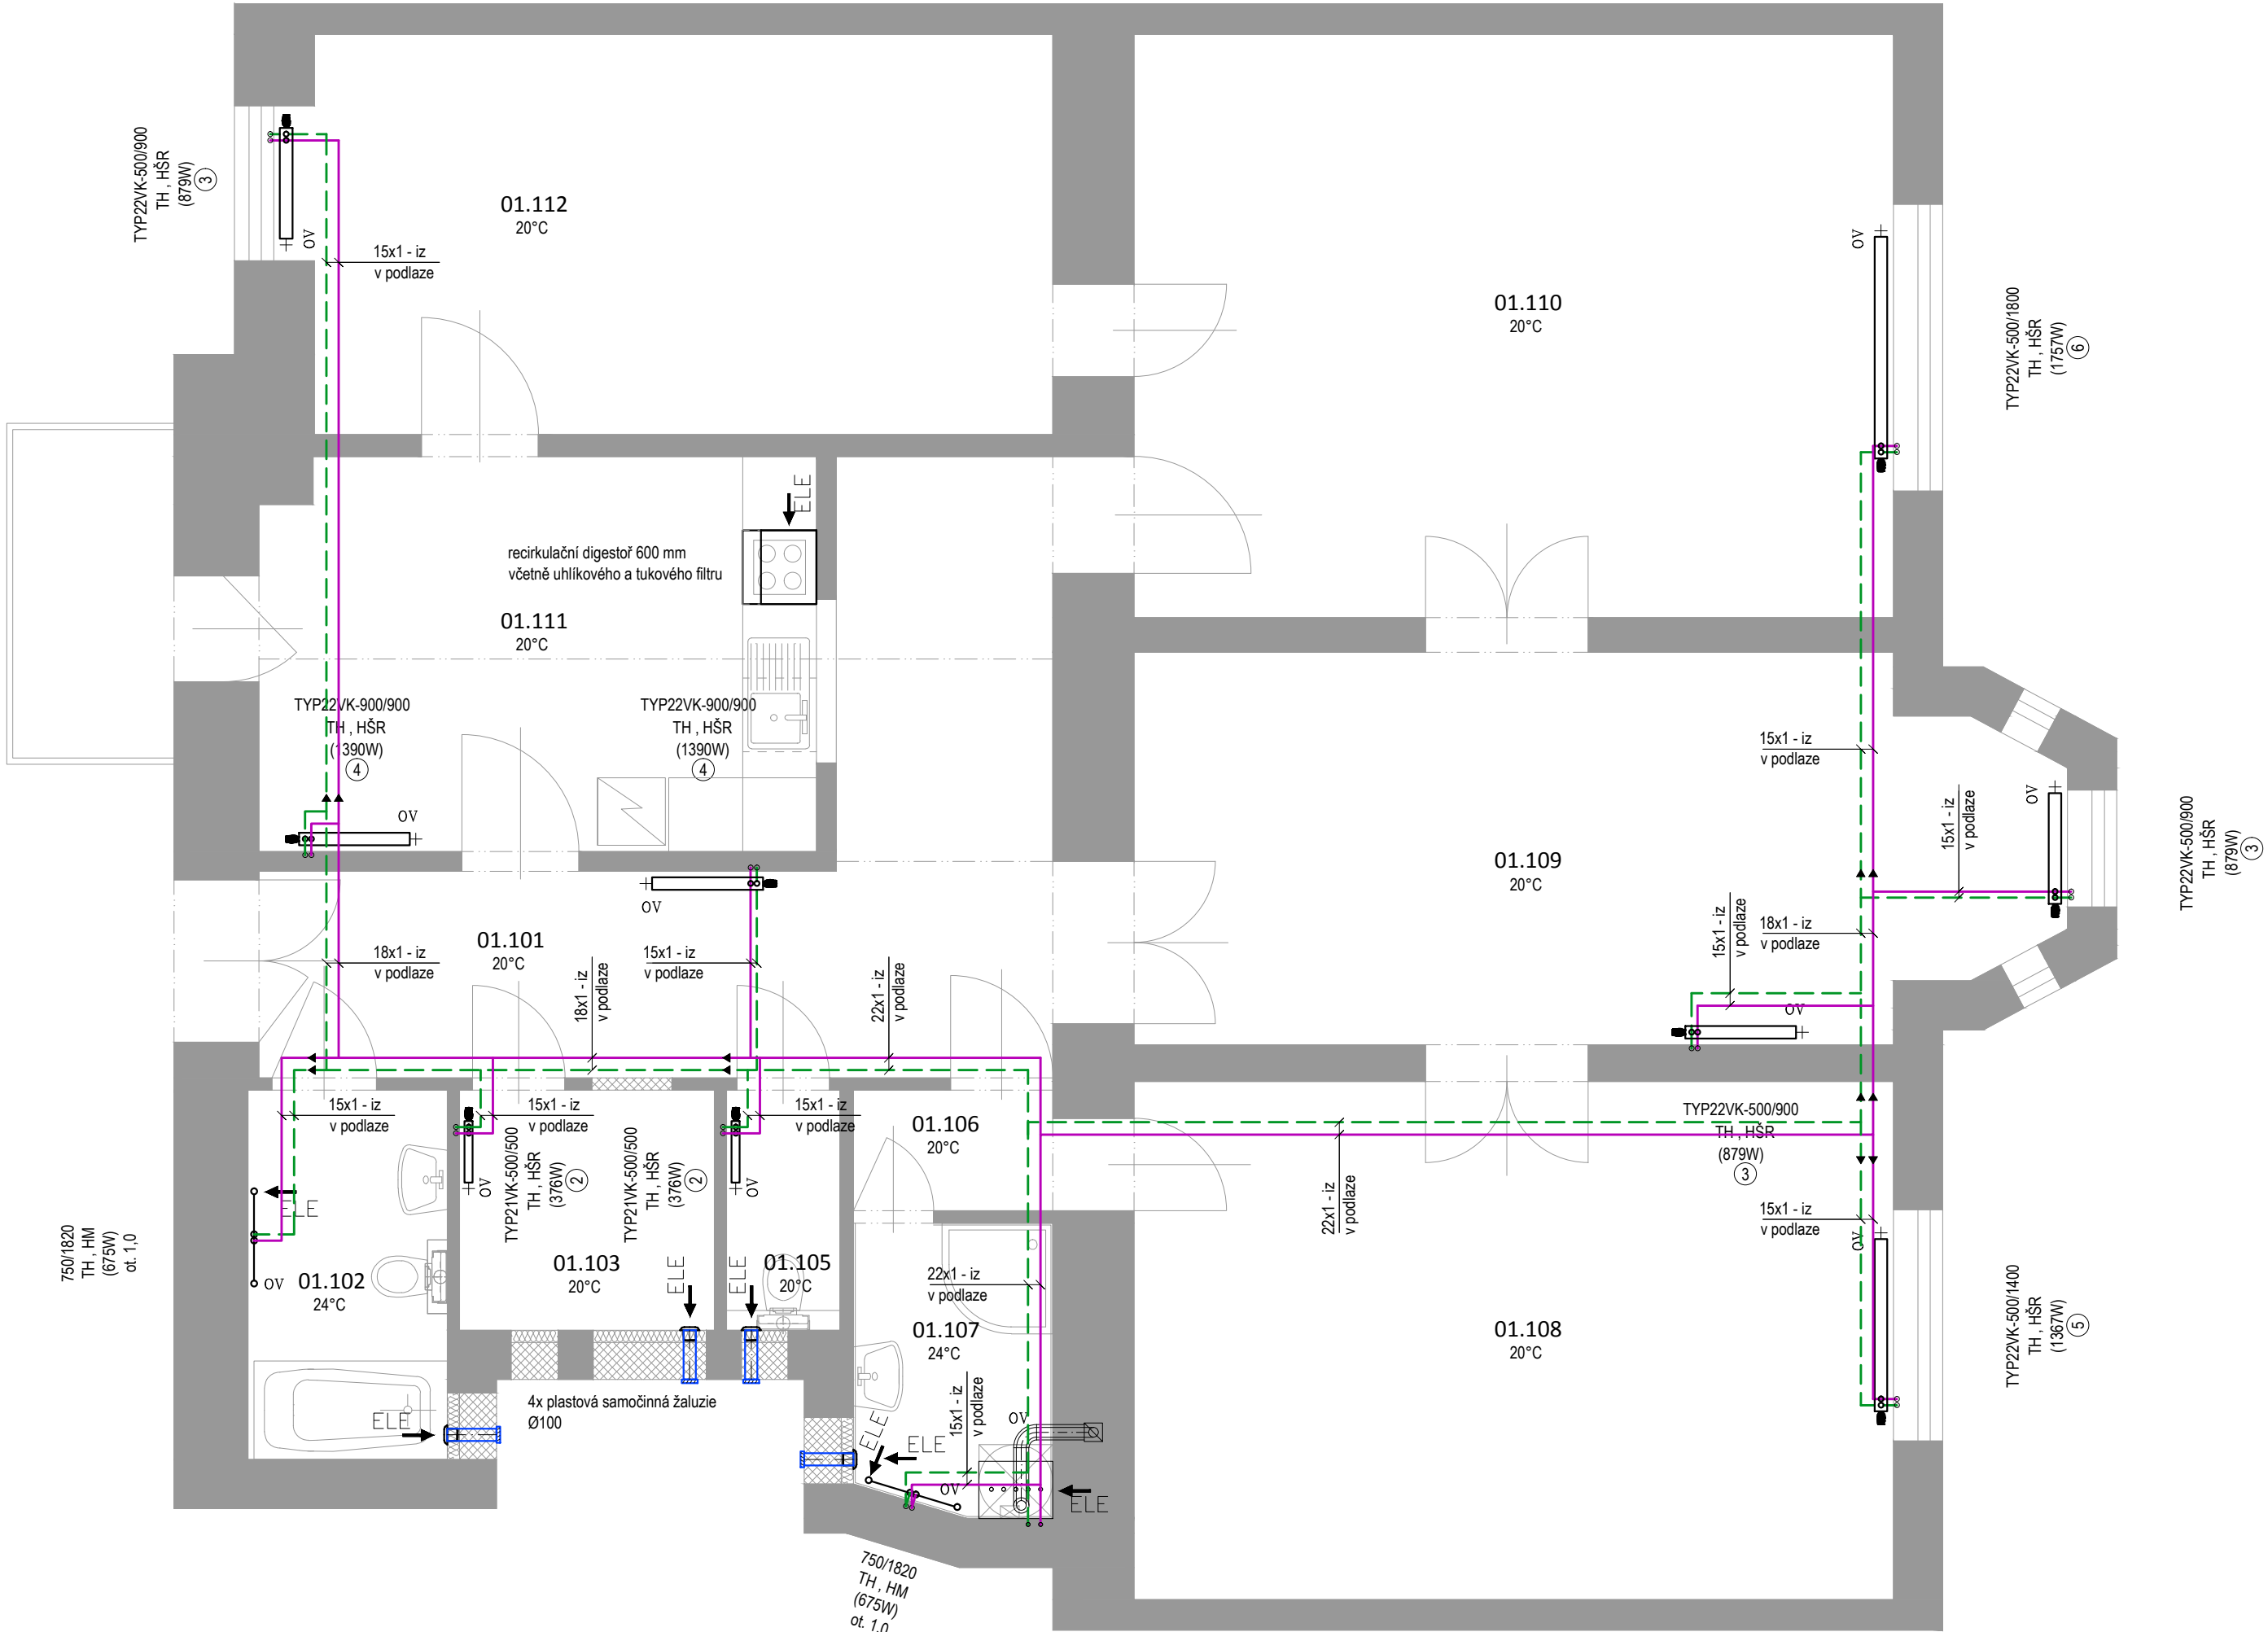 TYP22VK-500/900
TH , HŠR
(879W)
3
OV
15x1 - iz
v podlaze
01.112
20°C
01.110
20°C
OV
TYP22VK-500/1800
TH , HŠR
(1757W)
6
ELE
recirkulační digestoř 600 mm
včetně uhlíkového a tukového filtru
01.111
20°C
TYP22VK-900/900
TH , HŠR
(1390W)
4
TYP22VK-900/900
TH , HŠR
(1390W)
4
OV
15x1 - iz
v podlaze
15x1 - iz
v podlaze
OV
TYP22VK-500/900
TH , HŠR
(879W)
3
01.109
20°C
15x1 - iz
v podlaze
18x1 - iz
v podlaze
OV
OV
01.101
20°C
18x1 - iz
v podlaze
18x1 - iz
v podlaze
15x1 - iz
v podlaze
22x1 - iz
v podlaze
15x1 - iz
v podlaze
15x1 - iz
v podlaze
15x1 - iz
v podlaze
01.106
20°C
TYP22VK-500/900
TH , HŠR
(879W)
3
22x1 - iz
v podlaze
15x1 - iz
v podlaze
OV
TYP22VK-500/1400
TH , HŠR
(1367W)
5
750/1820
TH , HM
(675W)
ot. 1,0
ELE
OV
01.102
24°C
OV
TYP21VK-500/500
TH , HŠR
(376W)
2
TYP21VK-500/500
TH , HŠR
(376W)
2
OV
01.103
20°C
ELE
ELE
01.105
20°C
22x1 - iz
v podlaze
01.107
24°C
01.108
20°C
4x plastová samočinná žaluzie
Ø100
ELE
15x1 - iz
v podlaze
OV
ELE
ELE
OV
ELE
750/1820
TH , HM
(675W)
ot. 1,0